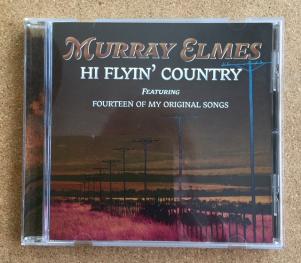 MURRAY ELMES
HI FLYIN' COUNTRY
FEATURING
FOURTEEN OF MY ORIGINAL SONGS